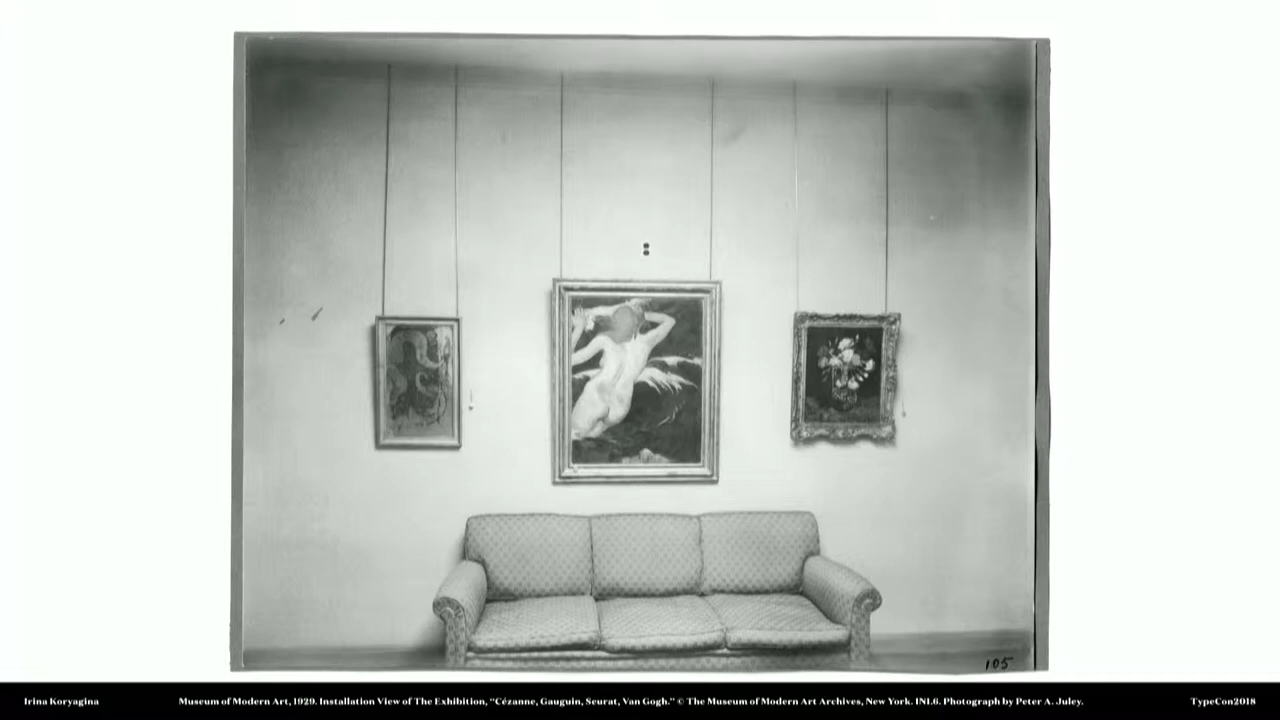 105
Irina Koryagina
Museum of Modern Art, 1929. Installation View of The Exhibition, “Cézanne, Gauguin, Seurat, Van Gogh.” © The Museum of Modern Art Archives, New York. IN1.6. Photograph by Peter A. Juley.
TypeCon2018